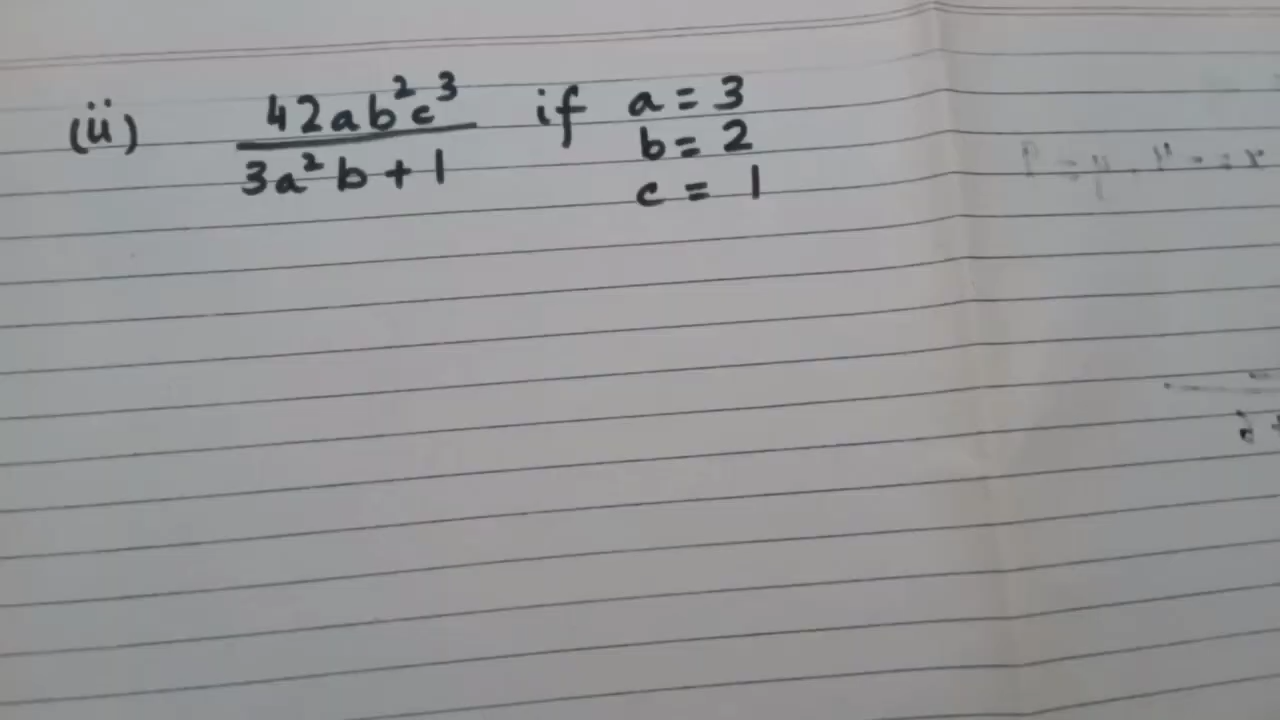 (ii) 42ab²c³ if a = 3
3a²b + 1 b = 2
c = 1